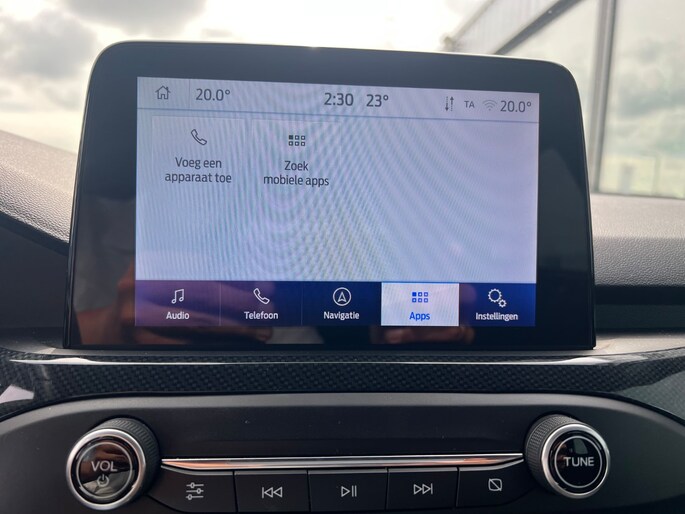 20.0° 2:30 23° TA 20.0°
Voeg een
apparaat toe
Zoek
mobiele apps
Audio Telefoon Navigatie Apps Instellingen
VOL TUNE